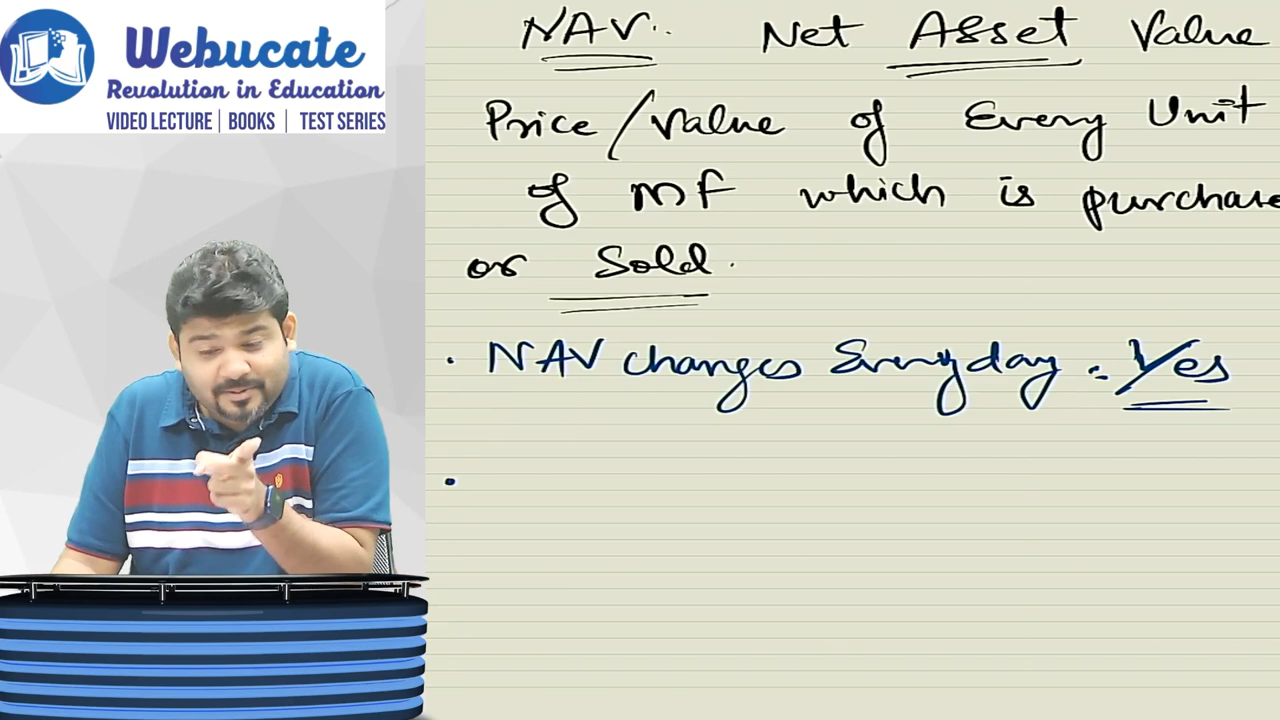 Webucate
Revolution in Education
VIDEO LECTURE | BOOKS | TEST SERIES
NAV. Net Asset Value
Price/Value of Every Unit
of MF which is purchase
or Sold.
· NAV changes Everyday = Yes
·